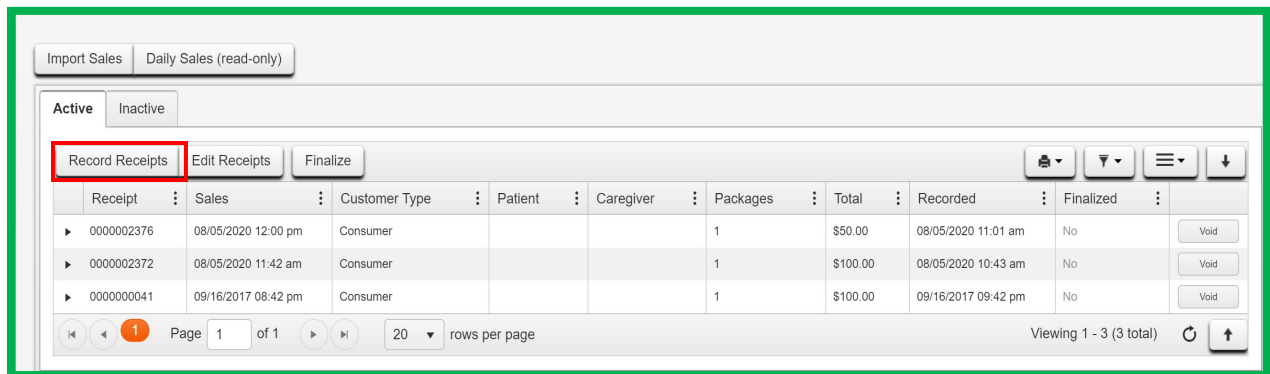 Import Sales Daily Sales (read-only)
Active Inactive
Record Receipts Edit Receipts Finalize
Receipt Sales Customer Type Patient Caregiver Packages Total Recorded Finalized
0000002376 08/05/2020 12:00 pm Consumer 1 $50.00 08/05/2020 11:01 am No Void
0000002372 08/05/2020 11:42 am Consumer 1 $100.00 08/05/2020 10:43 am No Void
0000000041 09/16/2017 08:42 pm Consumer 1 $100.00 09/16/2017 09:42 pm No Void
1 Page 1 of 1 20 rows per page Viewing 1 - 3 (3 total)